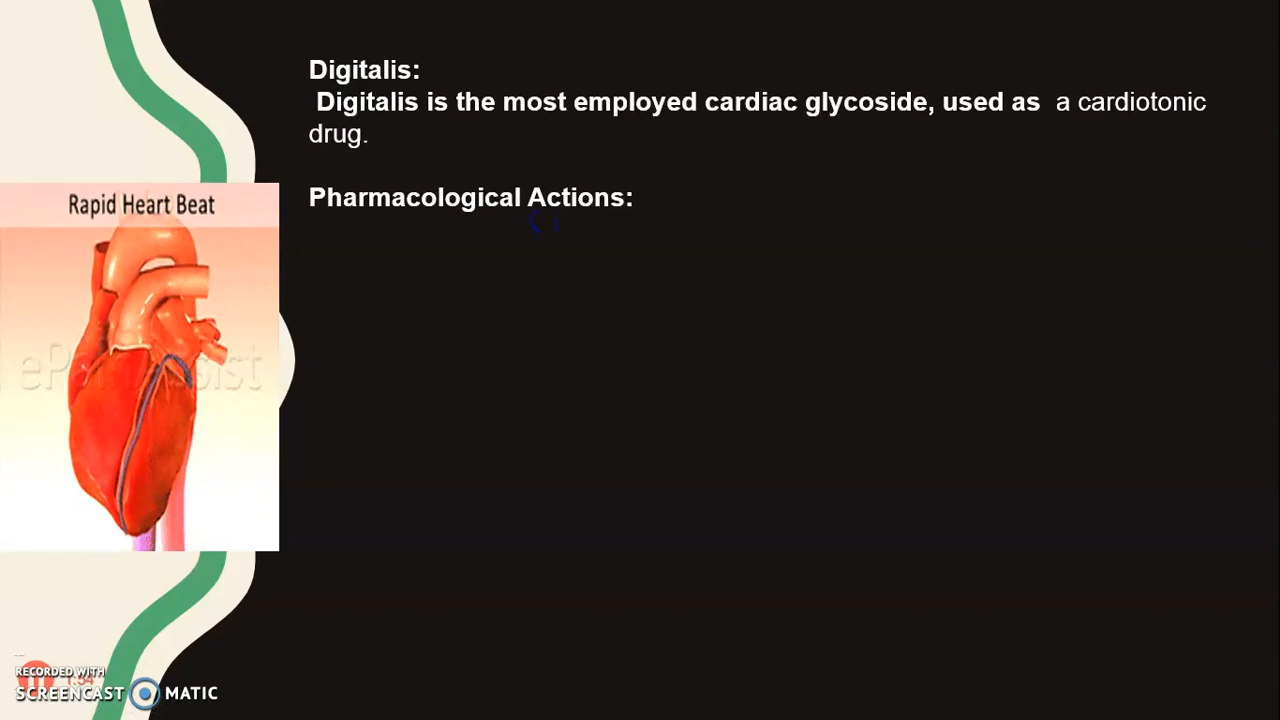 Digitalis:
Digitalis is the most employed cardiac glycoside, used as a cardiotonic
drug.
Pharmacological Actions:
Rapid Heart Beat
ePainAssist
RECORDED WITH
SCREENCAST MATIC